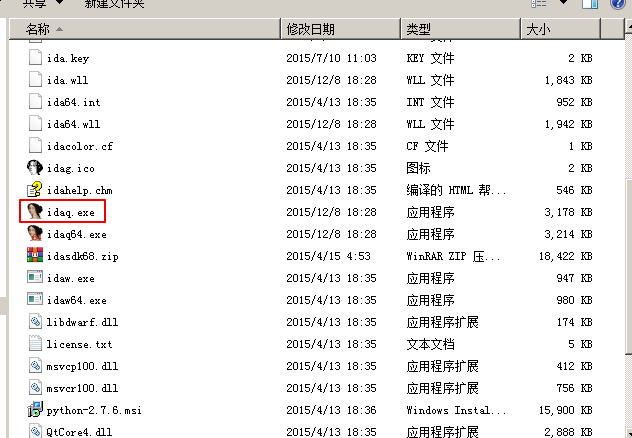 共享 新建文件夹
名称 修改日期 类型 大小
ida.key 2015/7/10 11:03 KEY 文件 2 KB
ida.wll 2015/12/8 18:28 WLL 文件 1,843 KB
ida64.int 2015/4/13 18:35 INT 文件 952 KB
ida64.wll 2015/12/8 18:28 WLL 文件 1,942 KB
idacolor.cf 2015/4/13 18:35 CF 文件 1 KB
idag.ico 2015/4/13 18:35 图标 2 KB
idahelp.chm 2015/4/13 18:35 编译的 HTML 帮... 546 KB
idaq.exe 2015/12/8 18:28 应用程序 3,178 KB
idaq64.exe 2015/12/8 18:28 应用程序 3,214 KB
idasdk68.zip 2015/4/15 4:53 WinRAR ZIP 压... 18,422 KB
idaw.exe 2015/4/13 18:35 应用程序 947 KB
idaw64.exe 2015/4/13 18:35 应用程序 980 KB
libdwarf.dll 2015/4/13 18:35 应用程序扩展 174 KB
license.txt 2015/4/13 18:35 文本文档 5 KB
msvcp100.dll 2015/4/13 18:35 应用程序扩展 412 KB
msvcr100.dll 2015/4/13 18:35 应用程序扩展 756 KB
python-2.7.6.msi 2015/4/13 18:36 Windows Instal... 15,900 KB
QtCore4.dll 2015/4/13 18:35 应用程序扩展 2,888 KB